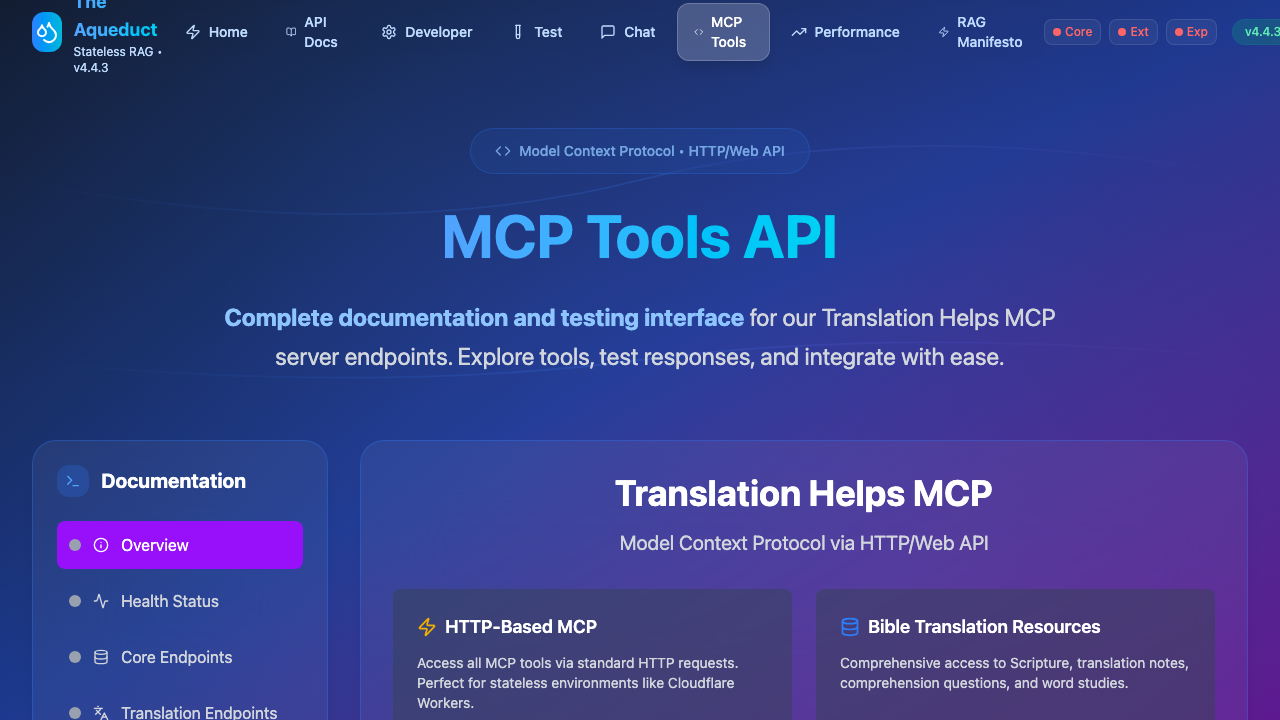 The
Aqueduct
Stateless RAG •
v4.4.3
Home
API
Docs
Developer
Test
Chat
MCP
Tools
Performance
RAG
Manifesto
Core
Ext
Exp
v4.4.3
Model Context Protocol • HTTP/Web API
MCP Tools API
Complete documentation and testing interface for our Translation Helps MCP
server endpoints. Explore tools, test responses, and integrate with ease.
Documentation
Overview
Health Status
Core Endpoints
Translation Endpoints
Translation Helps MCP
Model Context Protocol via HTTP/Web API
HTTP-Based MCP
Access all MCP tools via standard HTTP requests.
Perfect for stateless environments like Cloudflare
Workers.
Bible Translation Resources
Comprehensive access to Scripture, translation notes,
comprehension questions, and word studies.